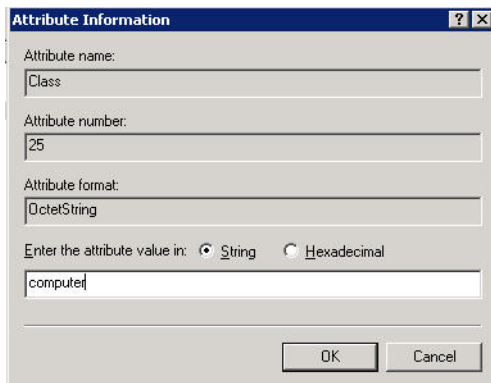 Attribute Information
Attribute name:
Class
Attribute number:
25
Attribute format:
OctetString
Enter the attribute value in: String Hexadecimal
computer
OK Cancel